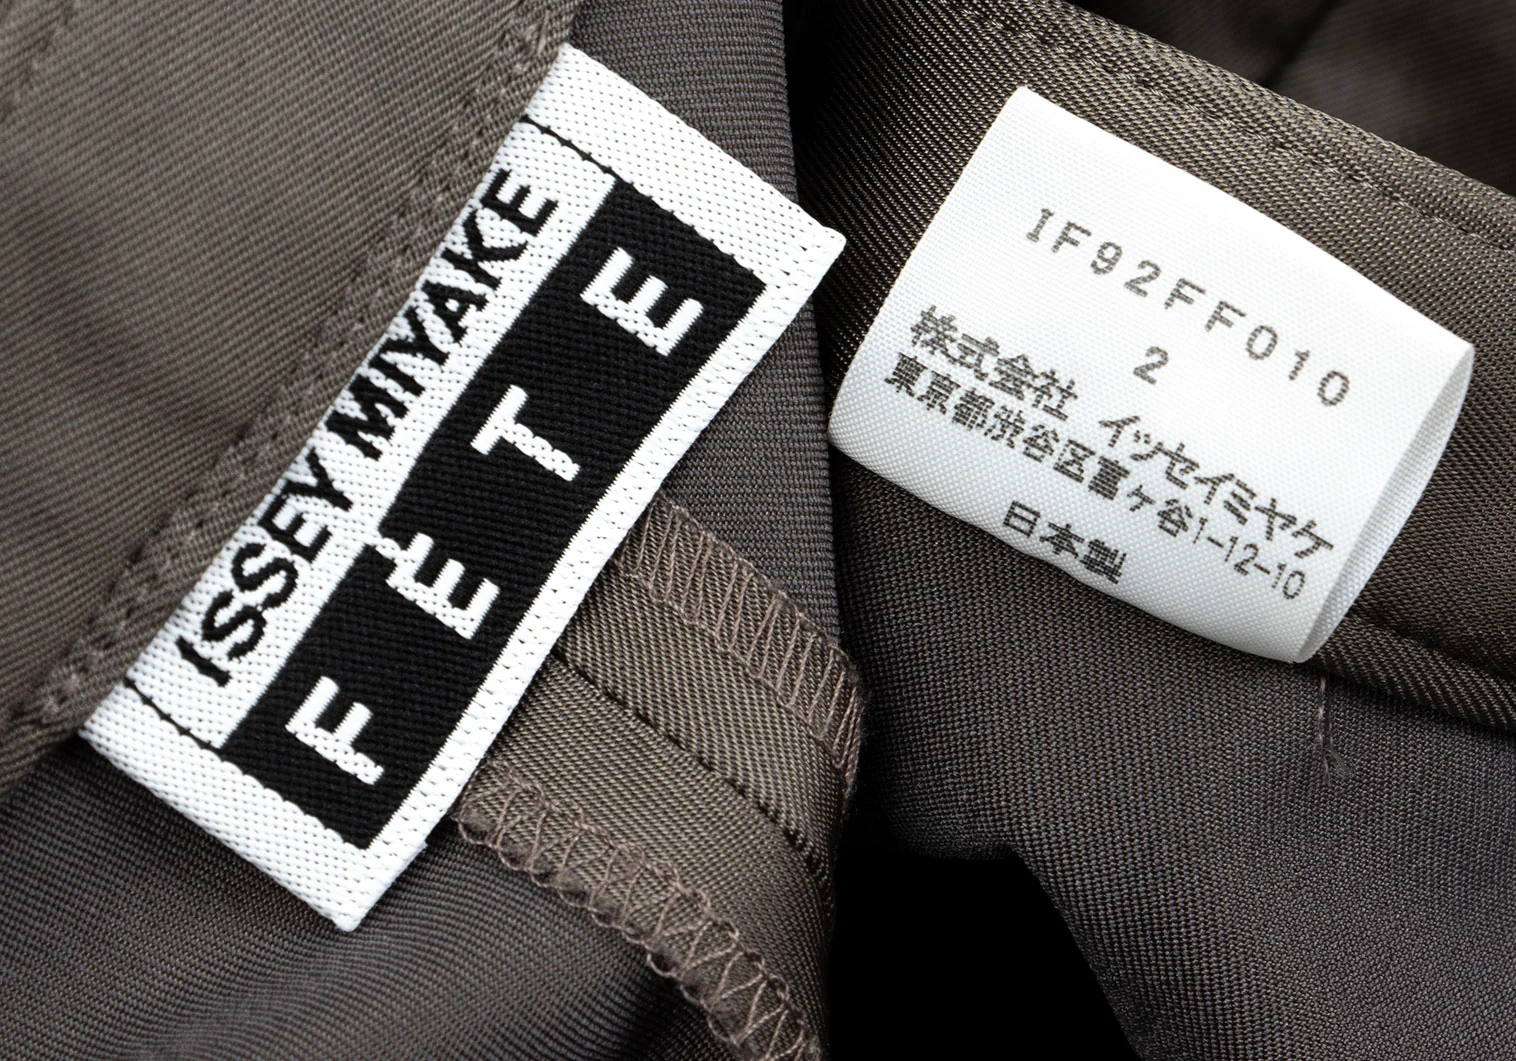 ISSEY MIYAKE
FÊTE
IF92FF010
2
株式会社 イッセイミヤケ
東京都渋谷区富ヶ谷1-12-10
日本製